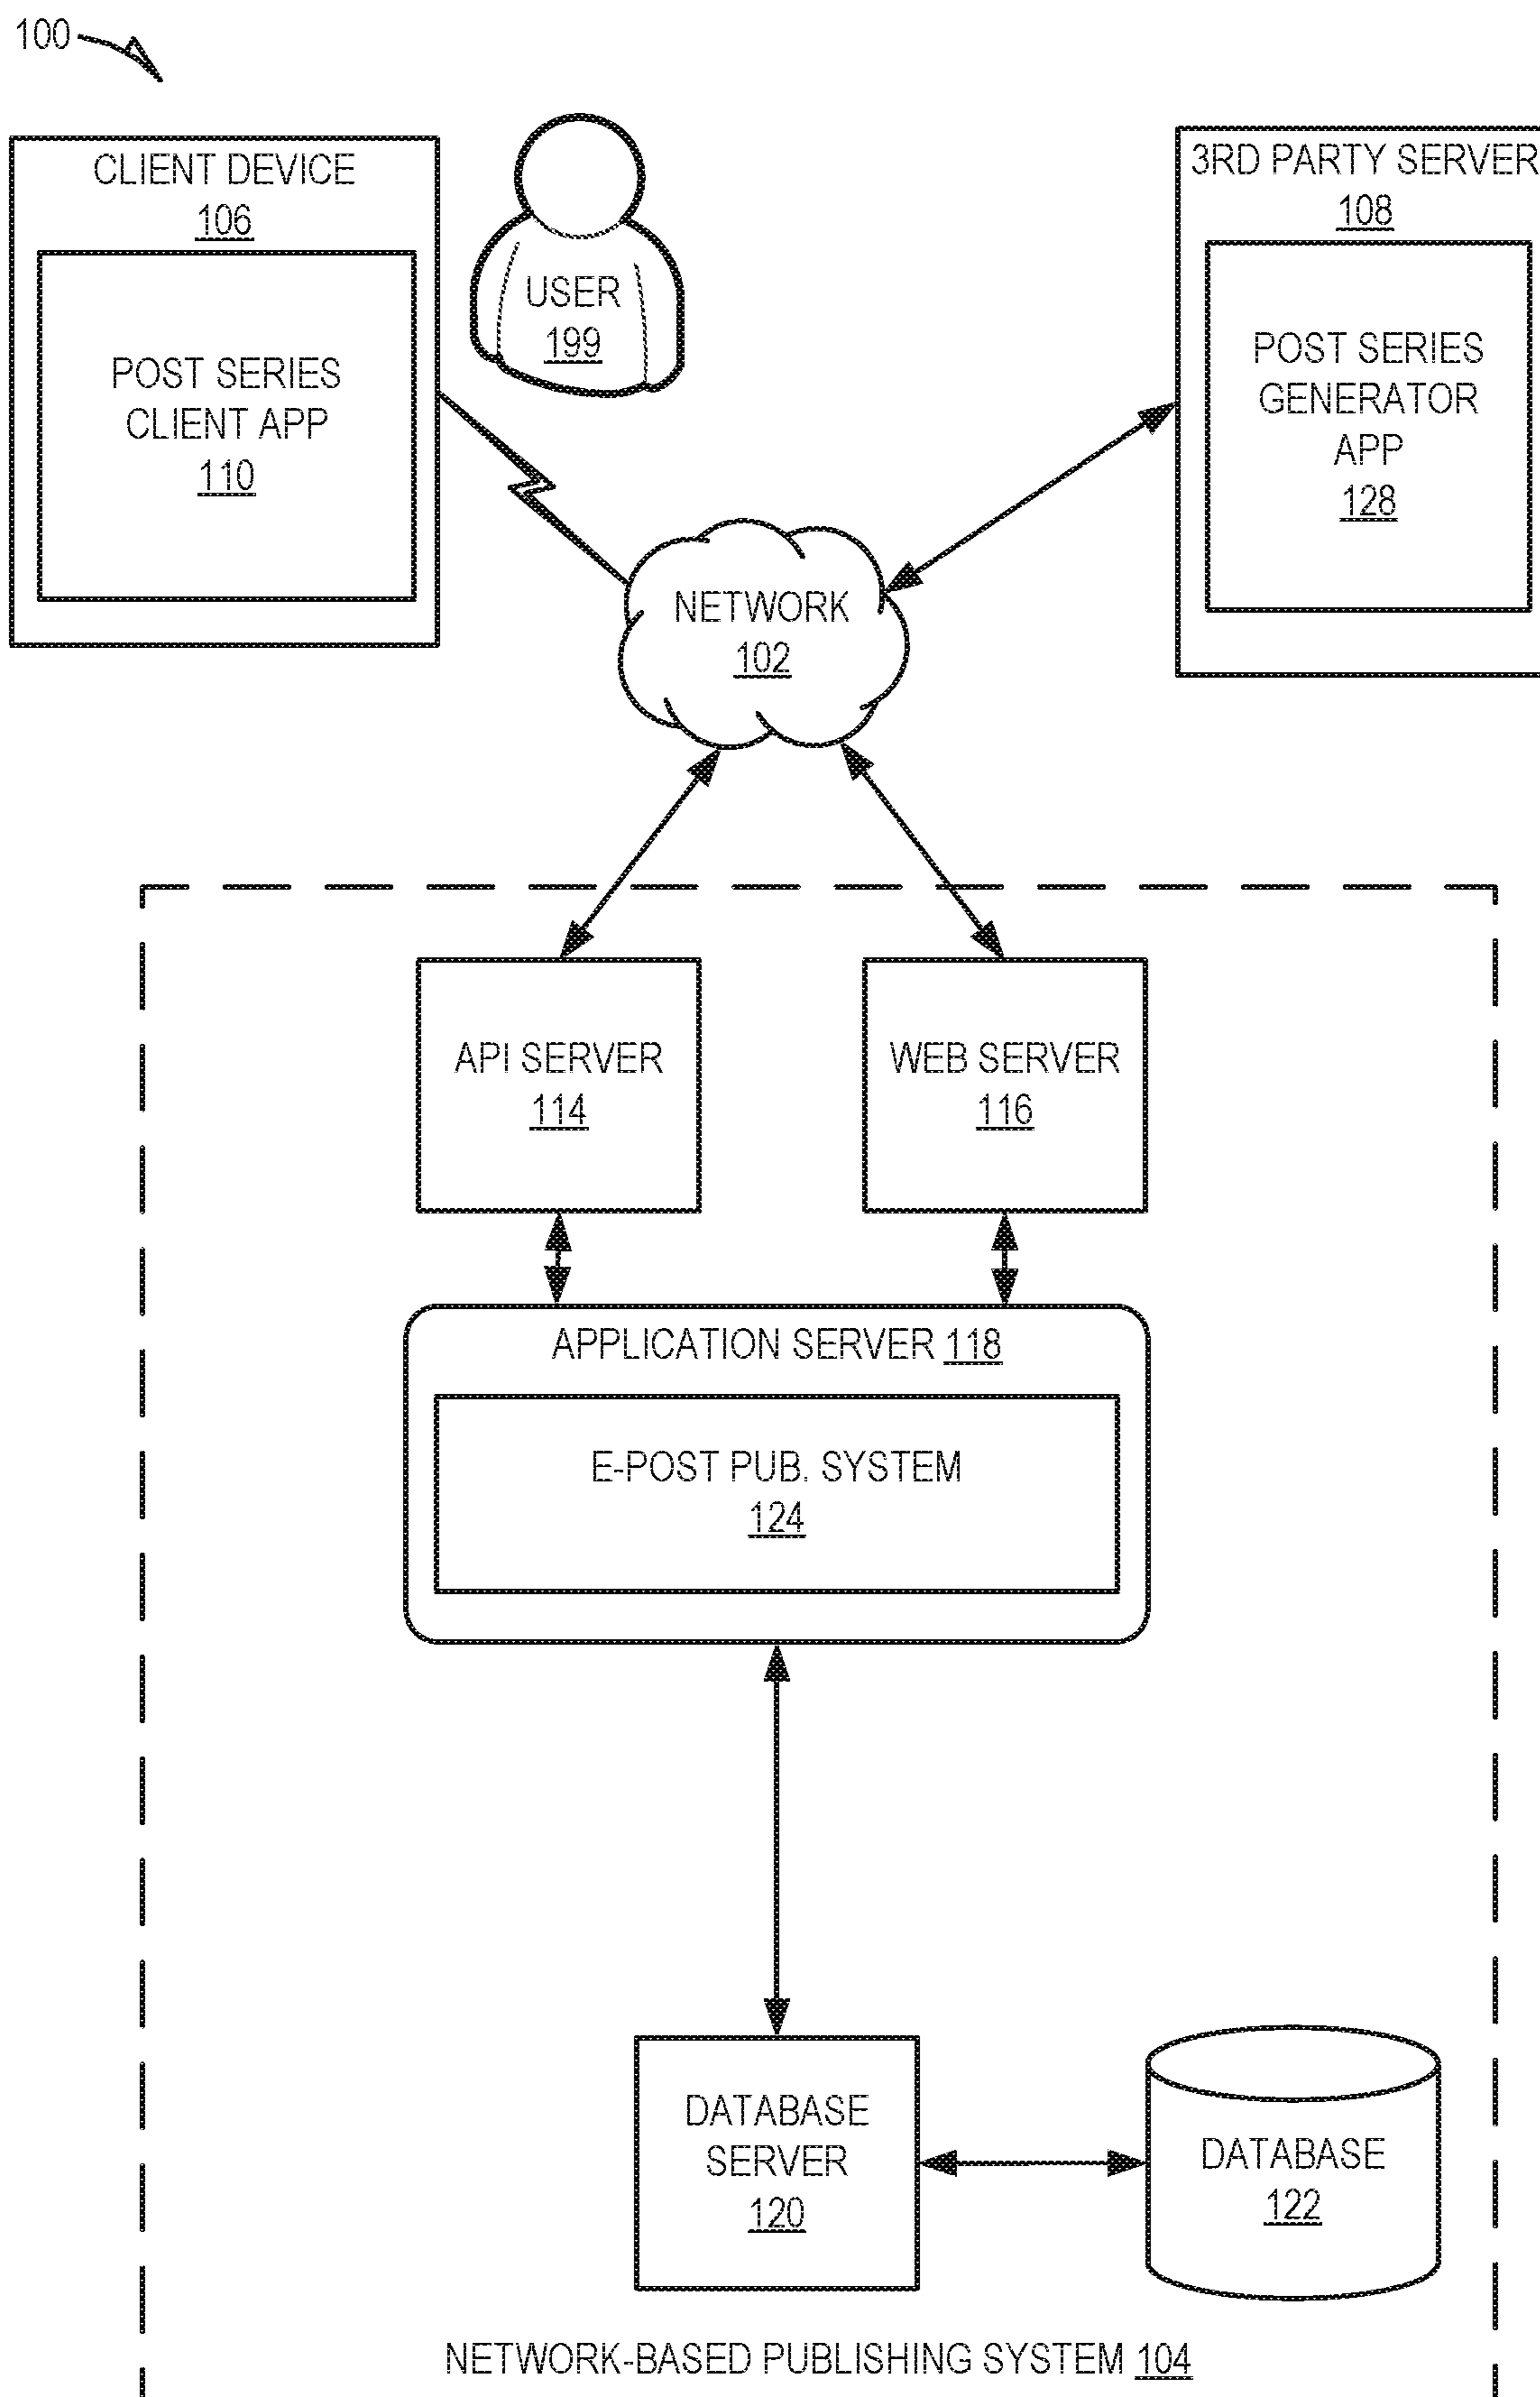 100
CLIENT DEVICE
106
POST SERIES
CLIENT APP
110
USER
199
3RD PARTY SERVER
108
POST SERIES
GENERATOR
APP
128
NETWORK
102
API SERVER
114
WEB SERVER
116
APPLICATION SERVER 118
E-POST PUB. SYSTEM
124
DATABASE
SERVER
120
DATABASE
122
NETWORK-BASED PUBLISHING SYSTEM 104